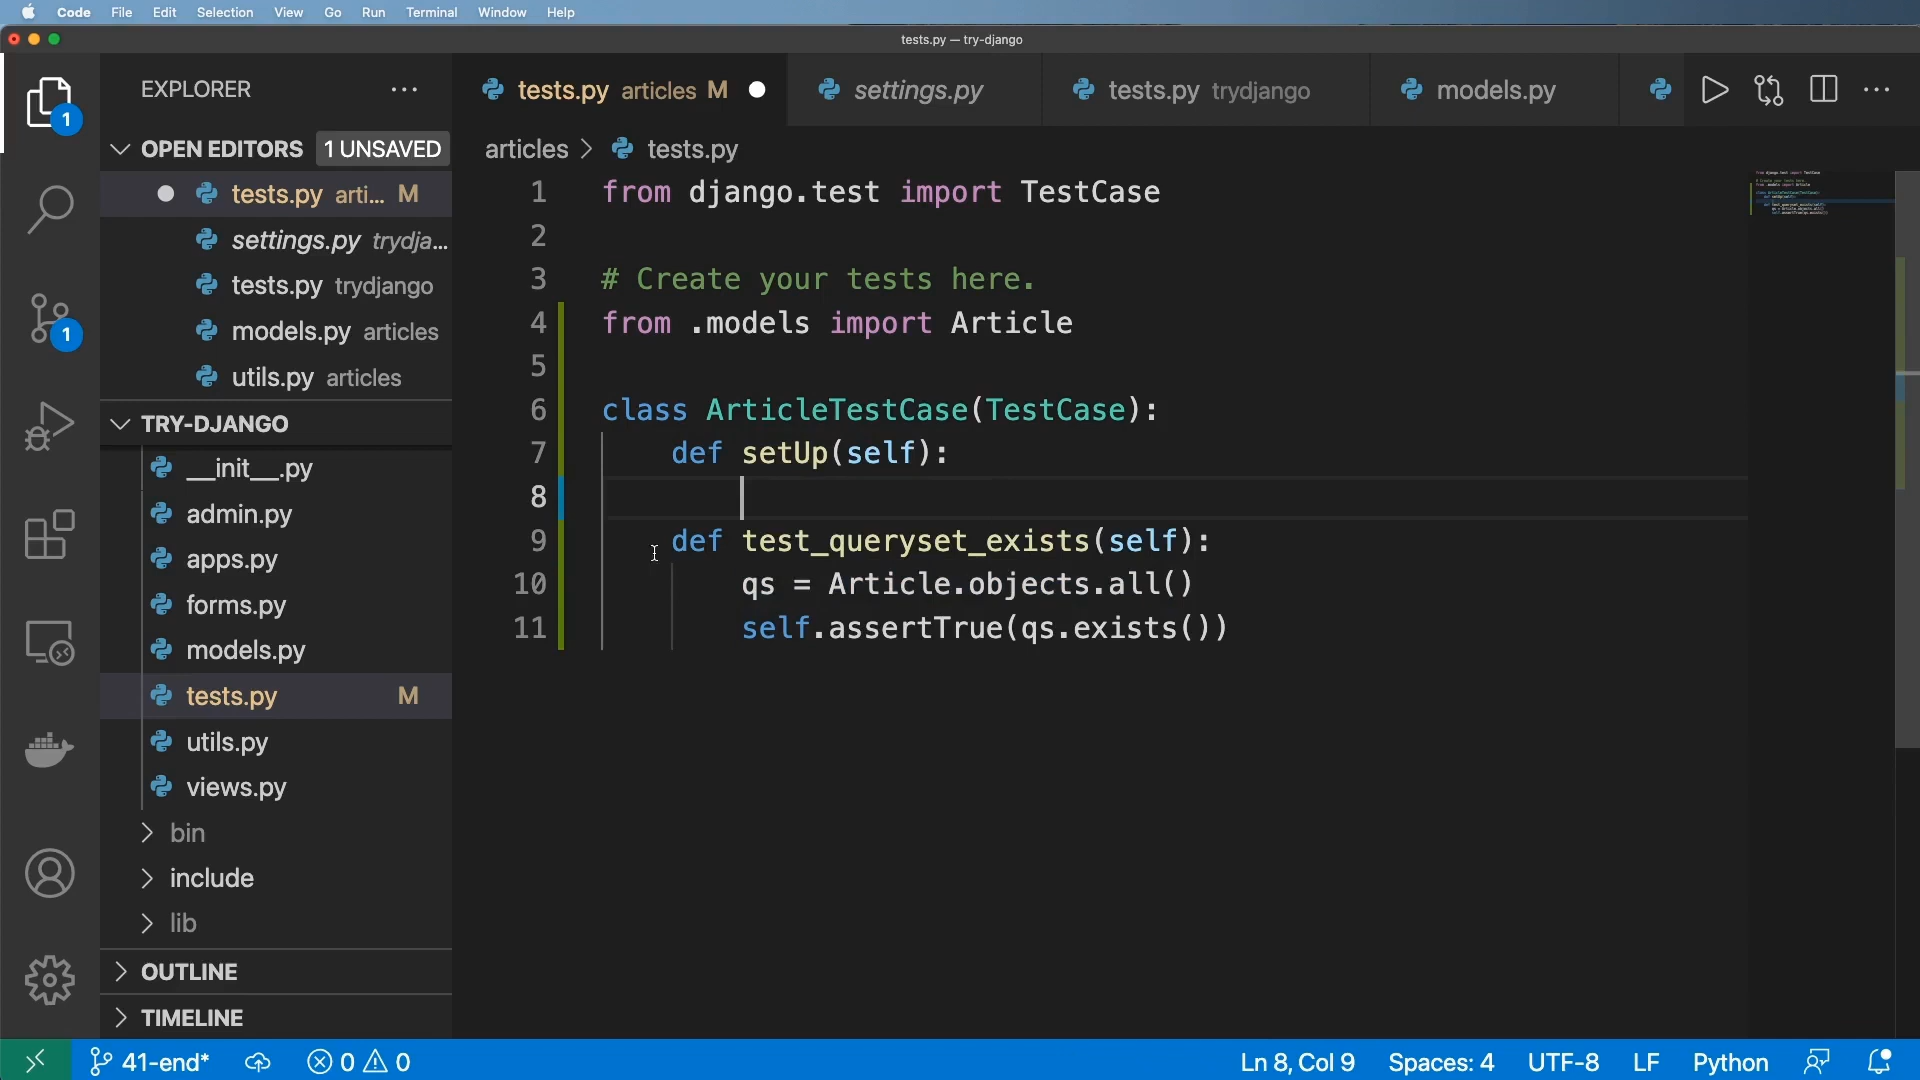 Code File Edit Selection View Go Run Terminal Window Help
tests.py — try-django
EXPLORER
OPEN EDITORS 1 UNSAVED
tests.py arti... M
settings.py trydja...
tests.py trydjango
models.py articles
utils.py articles
TRY-DJANGO
__init__.py
admin.py
apps.py
forms.py
models.py
tests.py M
utils.py
views.py
bin
include
lib
OUTLINE
TIMELINE
1
1
tests.py articles M
settings.py
tests.py trydjango
models.py
articles > tests.py
1 from django.test import TestCase
2
3 # Create your tests here.
4 from .models import Article
5
6 class ArticleTestCase(TestCase):
7 def setUp(self):
8
9 def test_queryset_exists(self):
10 qs = Article.objects.all()
11 self.assertTrue(qs.exists())
41-end* 0 0 Ln 8, Col 9 Spaces: 4 UTF-8 LF Python